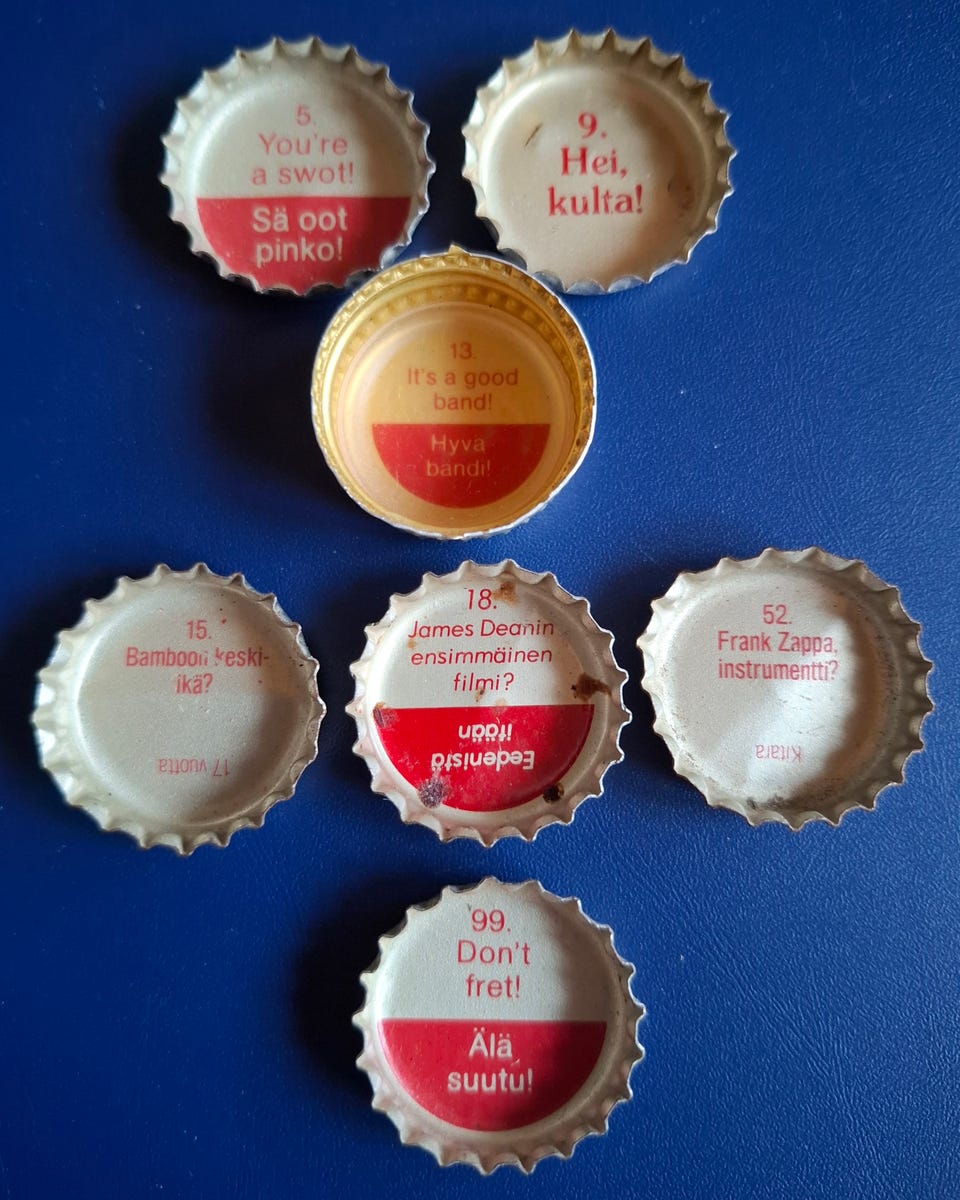 5.
You're
a swot!
Sä oot
pinko!
9.
Hei,
kulta!
13.
It's a good
band!
Hyvä
bändi!
15.
Bamboon keski-
ikä?
17 vuotta
18.
James Deanin
ensimmäinen
filmi?
Eedenistä
itään
52.
Frank Zappa,
instrumentti?
Kitara
99.
Don't
fret!
Älä
suutu!